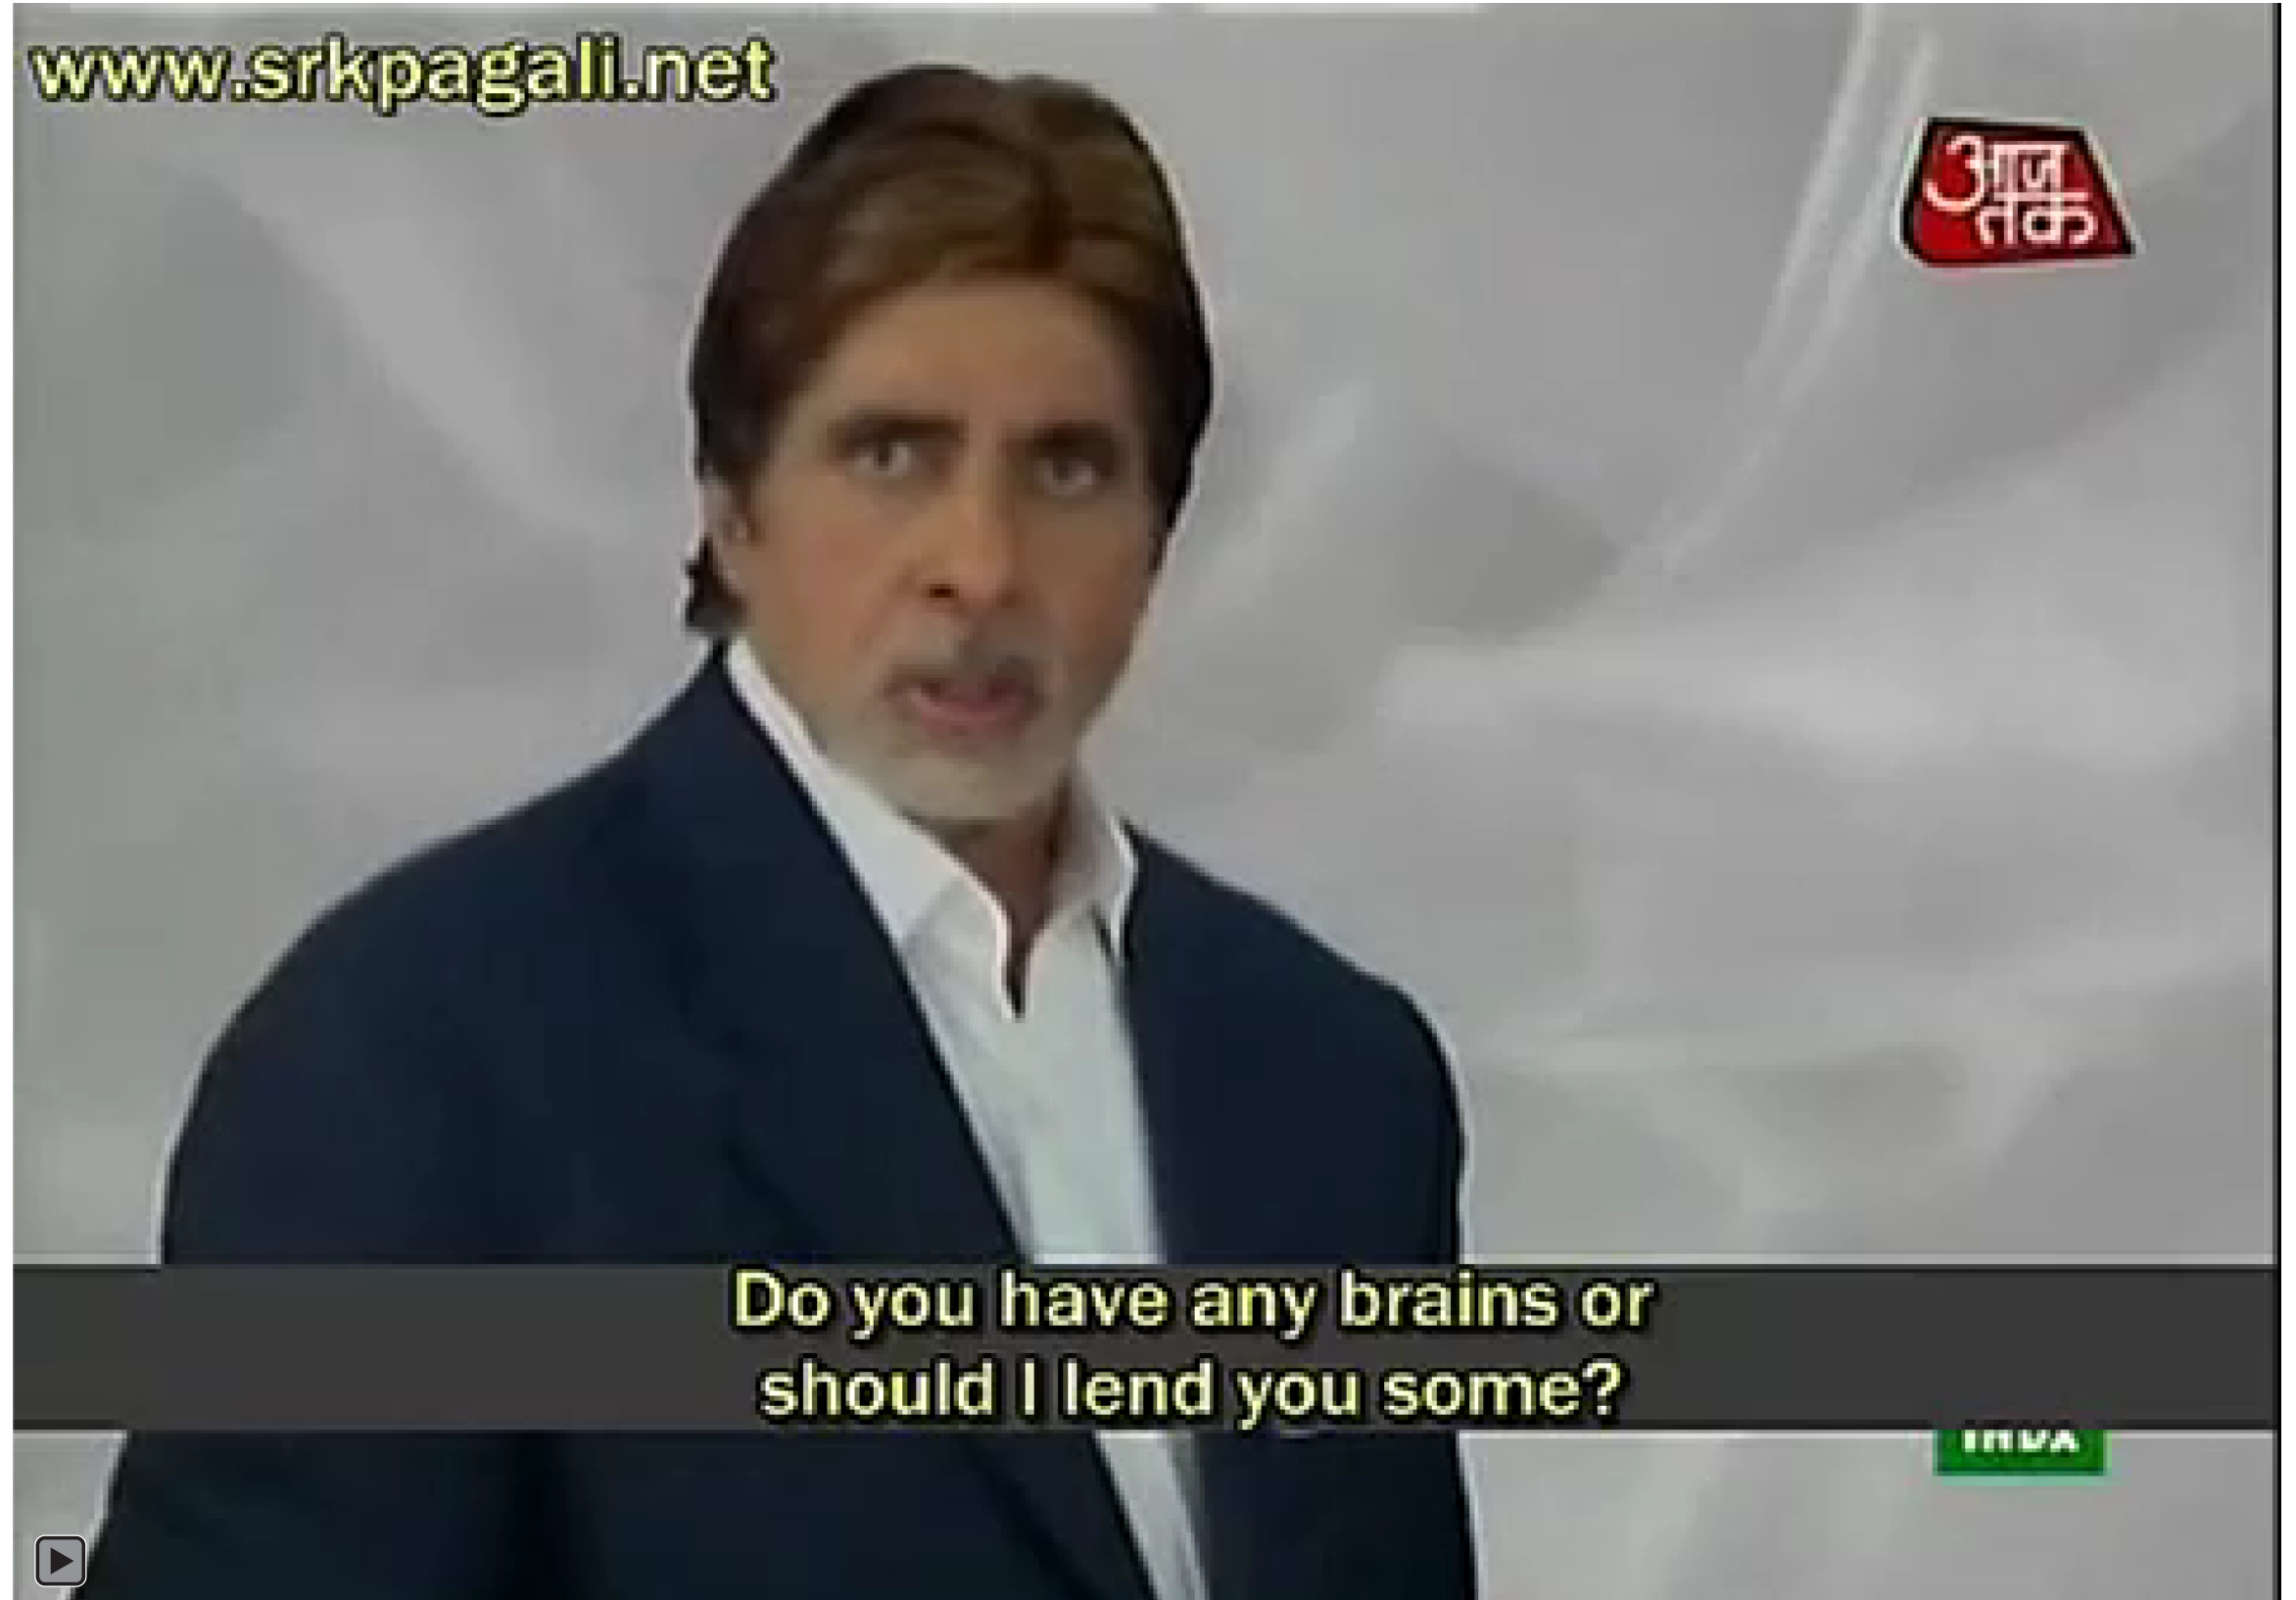 www.srkpagali.net
आज
तक
Do you have any brains or
should I lend you some?